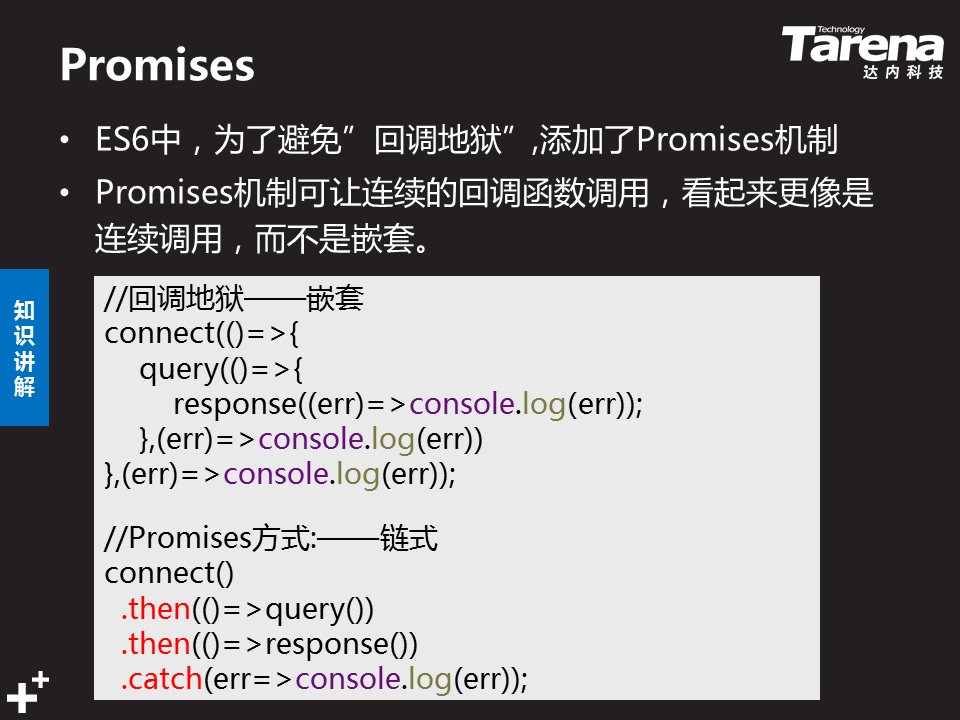 Promises
Technology
Tarena
达内科技
• ES6中，为了避免”回调地狱”,添加了Promises机制
• Promises机制可让连续的回调函数调用，看起来更像是
连续调用，而不是嵌套。
知
识
讲
解
//回调地狱——嵌套
connect(()=>{
    query(()=>{
        response((err)=>console.log(err));
    },(err)=>console.log(err))
},(err)=>console.log(err));
//Promises方式:——链式
connect()
  .then(()=>query())
  .then(()=>response())
  .catch(err=>console.log(err));